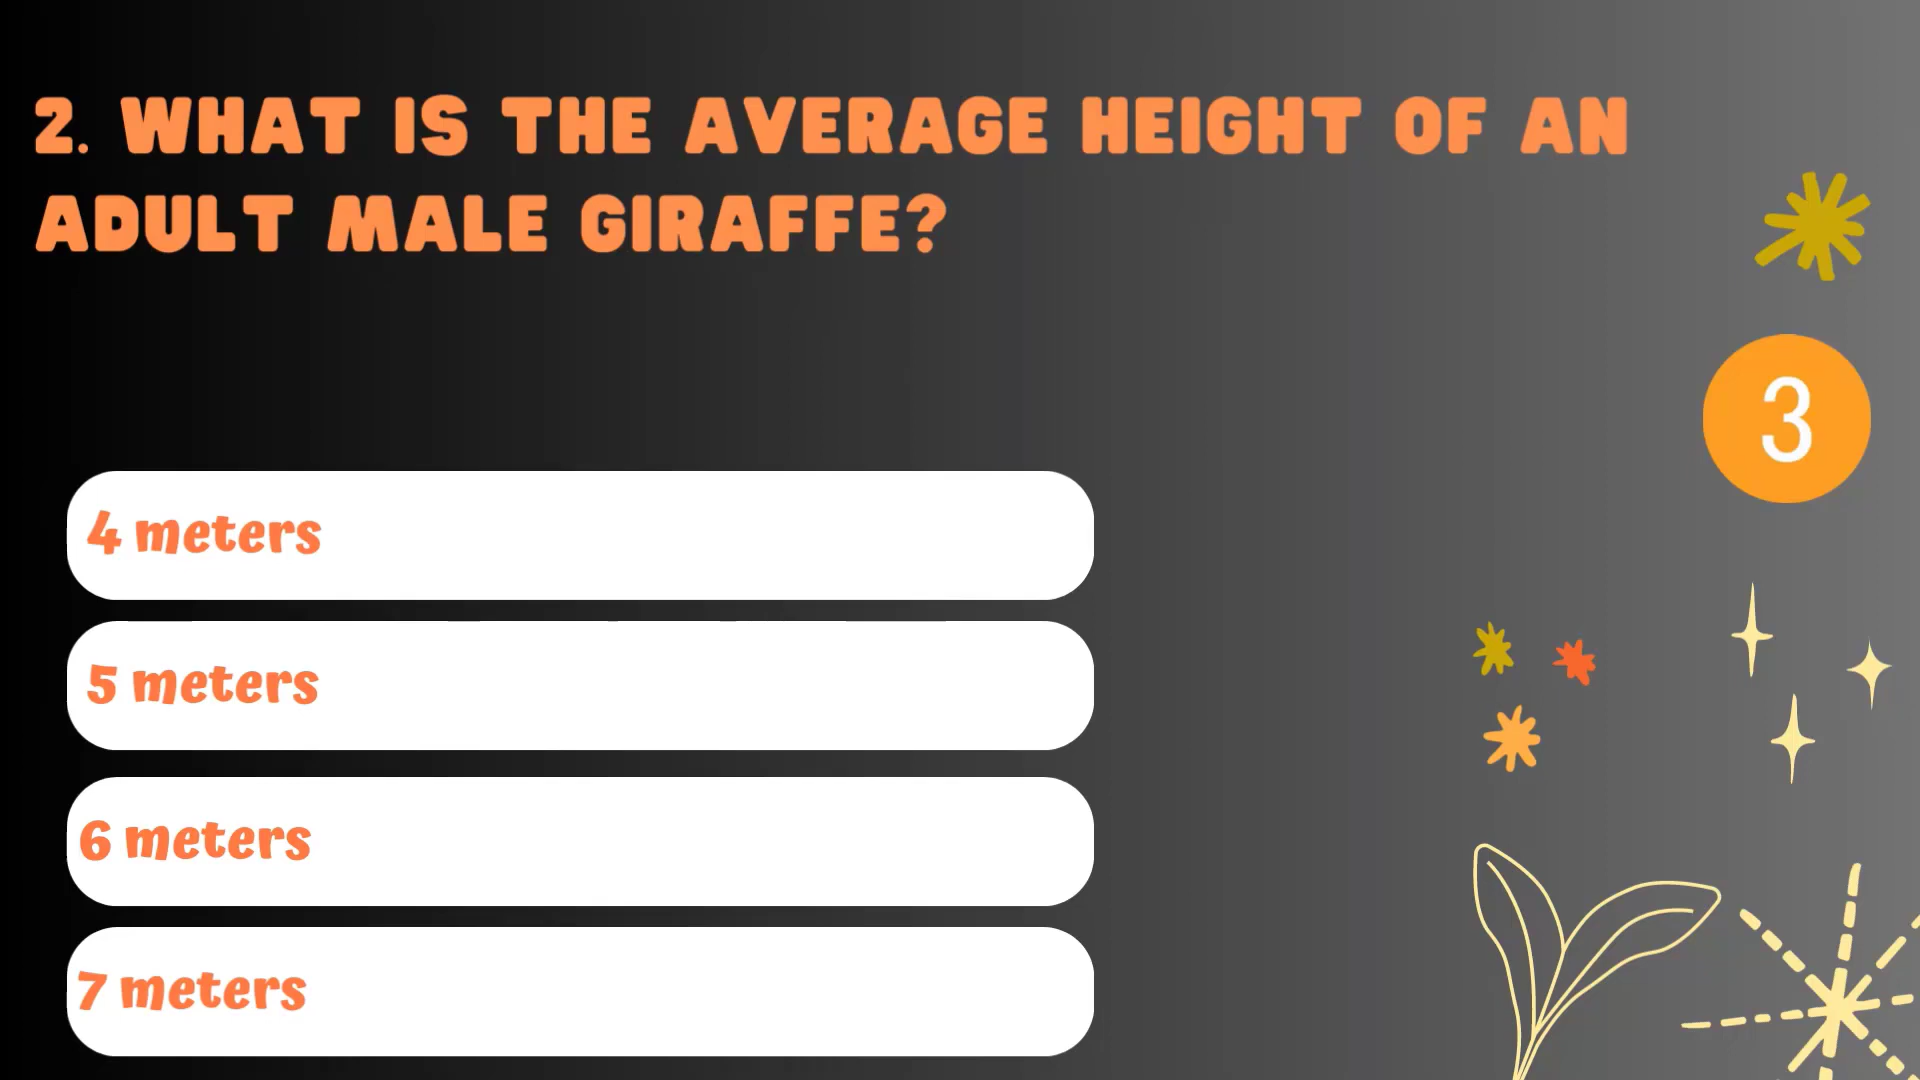 2. WHAT IS THE AVERAGE HEIGHT OF AN
ADULT MALE GIRAFFE?
3
4 meters
5 meters
6 meters
7 meters